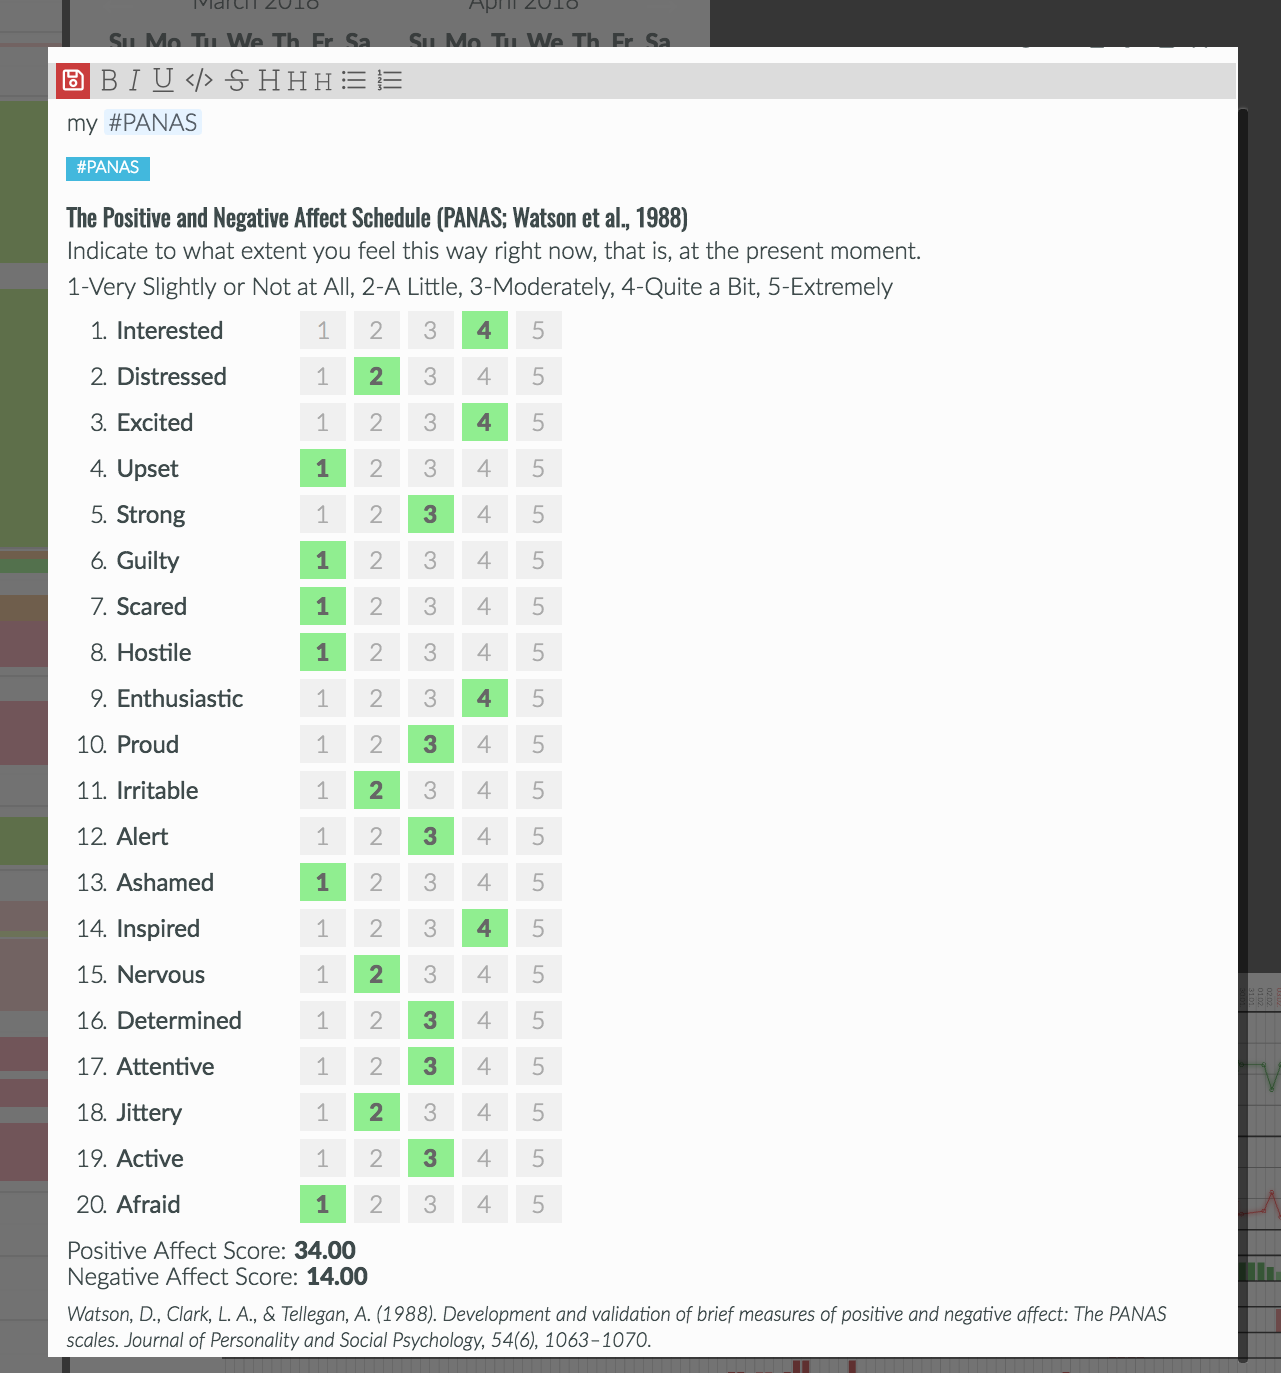 March 2018 April 2018
Su Mo Tu We Th Fr Sa Su Mo Tu We Th Fr Sa
B I U </> S H H H
my #PANAS
#PANAS
The Positive and Negative Affect Schedule (PANAS; Watson et al., 1988)
Indicate to what extent you feel this way right now, that is, at the present moment.
1-Very Slightly or Not at All, 2-A Little, 3-Moderately, 4-Quite a Bit, 5-Extremely
1. Interested 1 2 3 4 5
2. Distressed 1 2 3 4 5
3. Excited 1 2 3 4 5
4. Upset 1 2 3 4 5
5. Strong 1 2 3 4 5
6. Guilty 1 2 3 4 5
7. Scared 1 2 3 4 5
8. Hostile 1 2 3 4 5
9. Enthusiastic 1 2 3 4 5
10. Proud 1 2 3 4 5
11. Irritable 1 2 3 4 5
12. Alert 1 2 3 4 5
13. Ashamed 1 2 3 4 5
14. Inspired 1 2 3 4 5
15. Nervous 1 2 3 4 5
16. Determined 1 2 3 4 5
17. Attentive 1 2 3 4 5
18. Jittery 1 2 3 4 5
19. Active 1 2 3 4 5
20. Afraid 1 2 3 4 5
Positive Affect Score: 34.00
Negative Affect Score: 14.00
Watson, D., Clark, L. A., & Tellegan, A. (1988). Development and validation of brief measures of positive and negative affect: The PANAS
scales. Journal of Personality and Social Psychology, 54(6), 1063–1070.